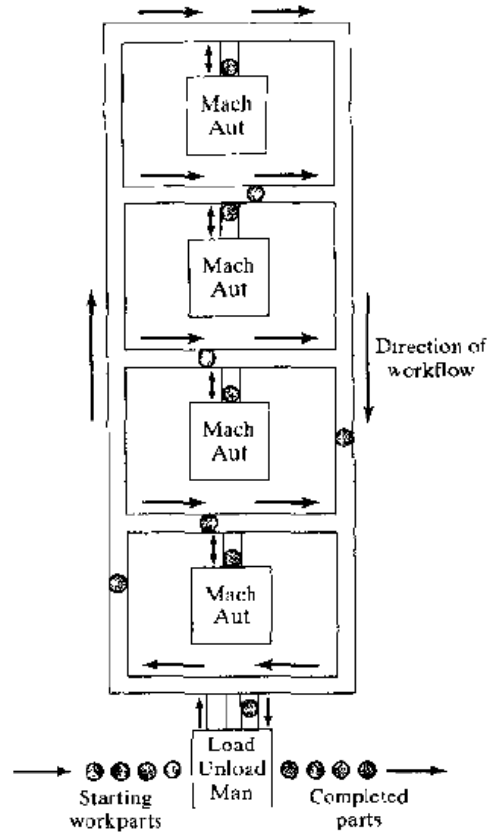 Mach
Aut
Mach
Aut
Direction of
workflow
Mach
Aut
Mach
Aut
Load
Unload
Man
Starting
workparts
Completed
parts